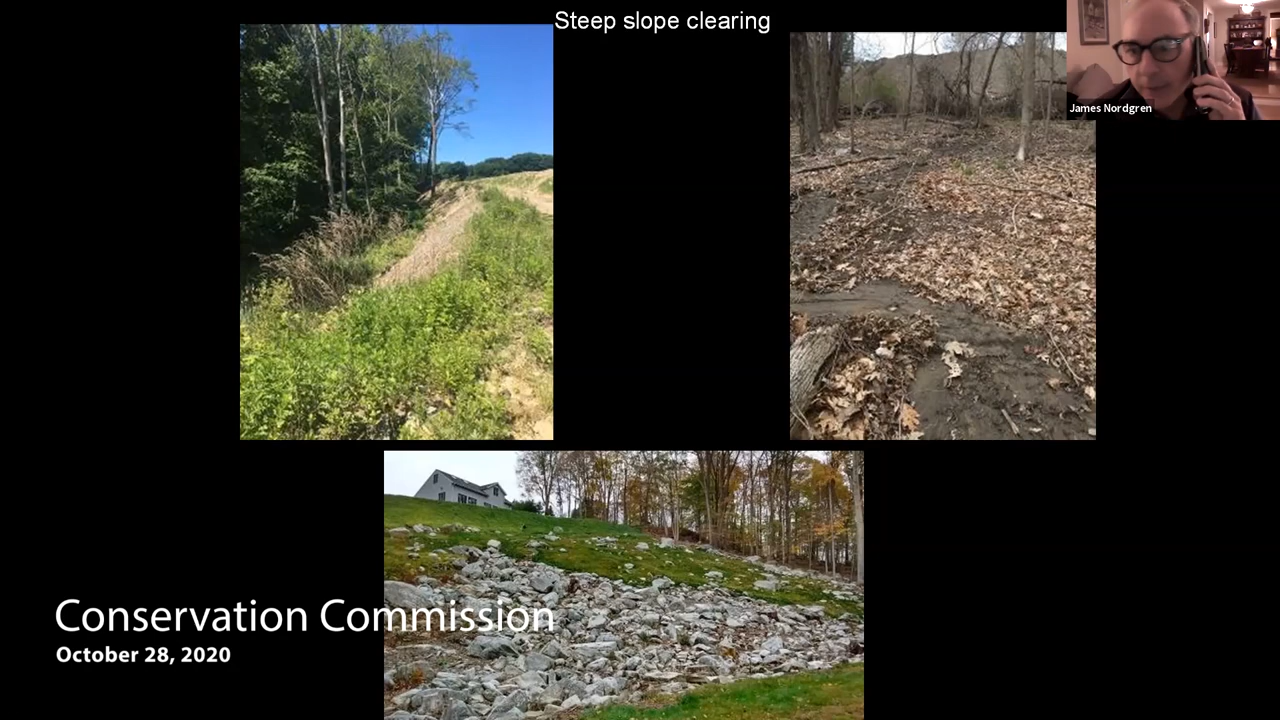 Steep slope clearing
James Nordgren
Conservation Commission
October 28, 2020